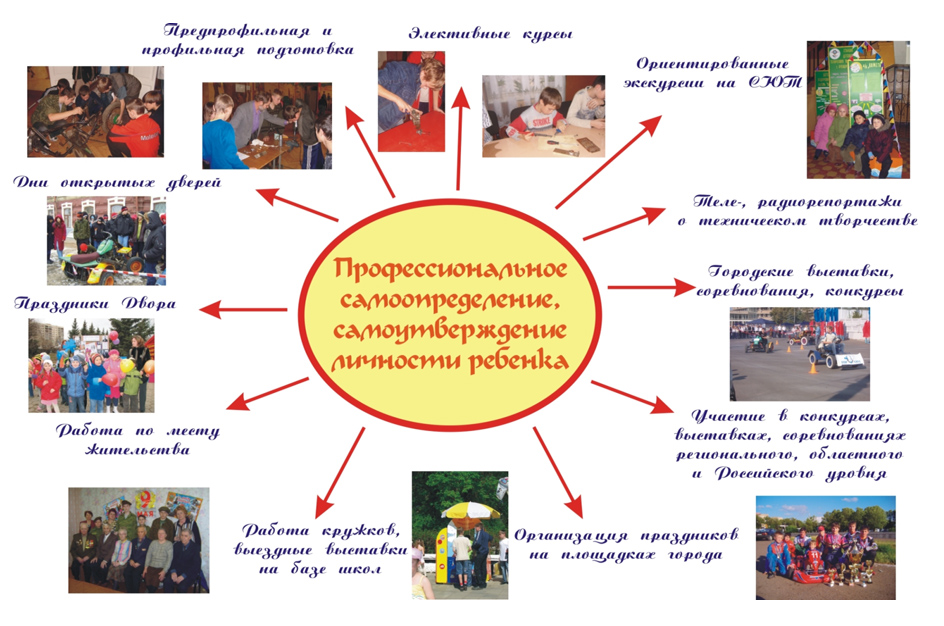 Предпрофильная и
профильная подготовка
Элективные курсы
Ориентированные
экскурсии на СЮТ
Дни открытых дверей
Теле-, радиорепортажи
о техническом творчестве
Профессиональное
самоопределение,
самоутверждение
личности ребенка
Городские выставки,
соревнования, конкурсы
Праздники Двора
Работа по месту
жительства
Участие в конкурсах,
выставках, соревнованиях
регионального, областного
и Российского уровня
Работа кружков,
выездные выставки
на базе школ
Организация праздников
на площадках города